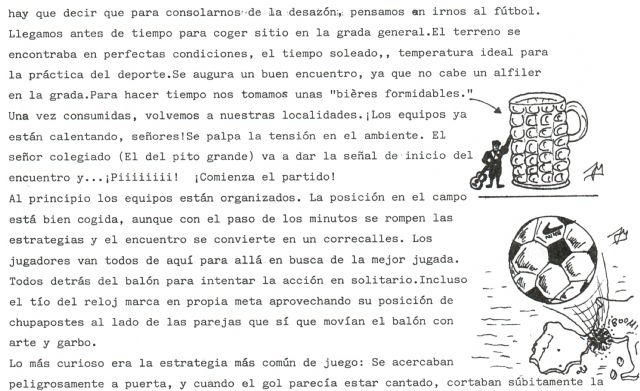 hay que decir que para consolarnos de la desazón, pensamos en irnos al fútbol.
Llegamos antes de tiempo para coger sitio en la grada general.El terreno se
encontraba en perfectas condiciones, el tiempo soleado,, temperatura ideal para
la práctica del deporte.Se augura un buen encuentro, ya que no cabe un alfiler
en la grada.Para hacer tiempo nos tomamos unas "bières formidables."
Una vez consumidas, volvemos a nuestras localidades.¡Los equipos ya
están calentando, señores!Se palpa la tensión en el ambiente. El
señor colegiado (El del pito grande) va a dar la señal de inicio del
encuentro y...¡Piiiiiiii! ¡Comienza el partido!
Al principio los equipos están organizados. La posición en el campo
está bien cogida, aunque con el paso de los minutos se rompen las
estrategias y el encuentro se convierte en un correcalles. Los
jugadores van todos de aquí para allá en busca de la mejor jugada.
Todos detrás del balón para intentar la acción en solitario.Incluso
el tío del reloj marca en propia meta aprovechando su posición de
chupapostes al lado de las parejas que sí que movían el balón con
arte y garbo.
Lo más curioso era la estrategia más común de juego: Se acercaban
peligrosamente a puerta, y cuando el gol parecía estar cantado, cortaban súbitamente la
¡BOOM!